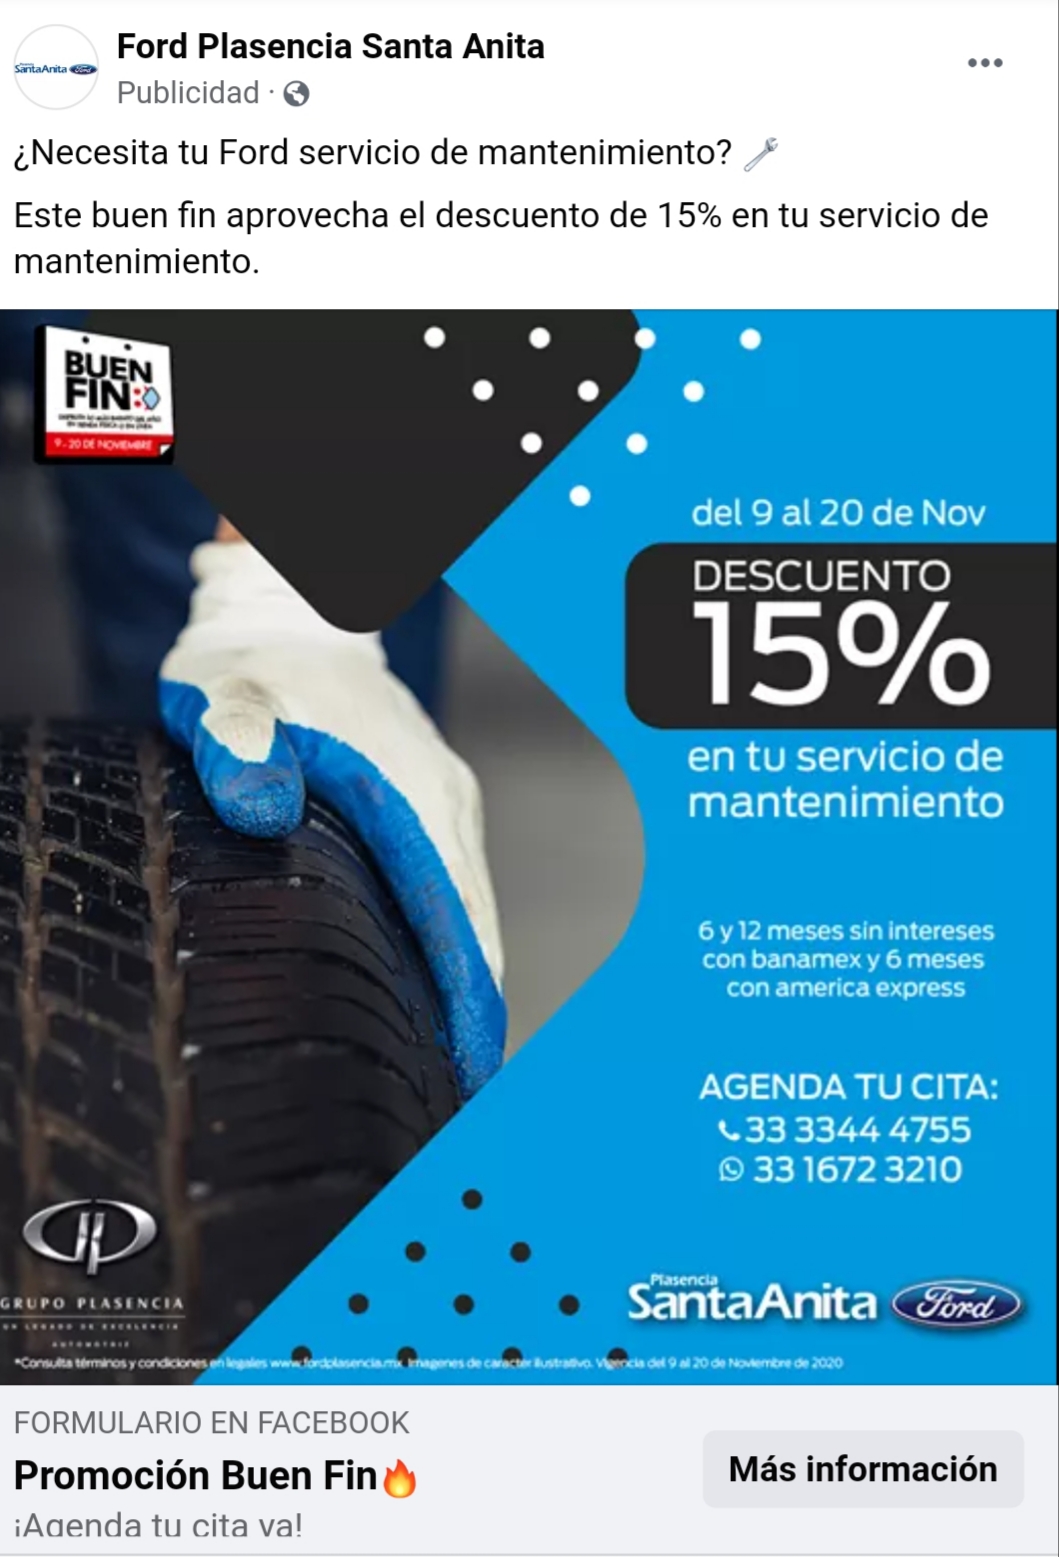 Ford Plasencia Santa Anita
SantaAnita Ford
Publicidad ·
¿Necesita tu Ford servicio de mantenimiento?
Este buen fin aprovecha el descuento de 15% en tu servicio de
mantenimiento.
BUEN
FIN
9 - 20 DE NOVIEMBRE
del 9 al 20 de Nov
DESCUENTO
15%
en tu servicio de
mantenimiento
6 y 12 meses sin intereses
con banamex y 6 meses
con america express
AGENDA TU CITA:
33 3344 4755
33 1672 3210
GRUPO PLASENCIA
UN LEGADO DE EXCELENCIA
AUTOMOTRIZ
Plasencia
SantaAnita Ford
*Consulta términos y condiciones en legales www.fordplasencia.mx Imagenes de caracter ilustrativo. Vigencia del 9 al 20 de Noviembre de 2020
FORMULARIO EN FACEBOOK
Promoción Buen Fin
Más información
¡Agenda tu cita ya!